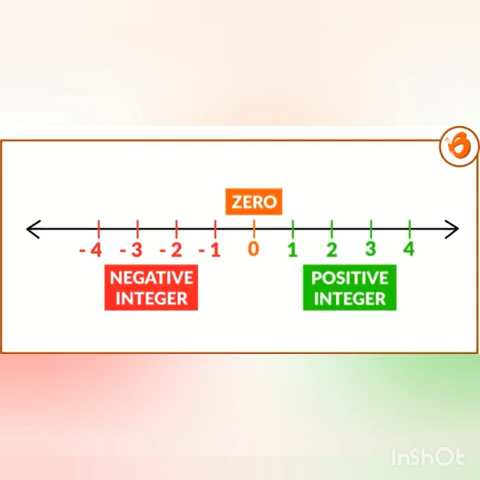 ZERO
-4 -3 -2 -1 0 1 2 3 4
NEGATIVE POSITIVE
INTEGER INTEGER
InShOt